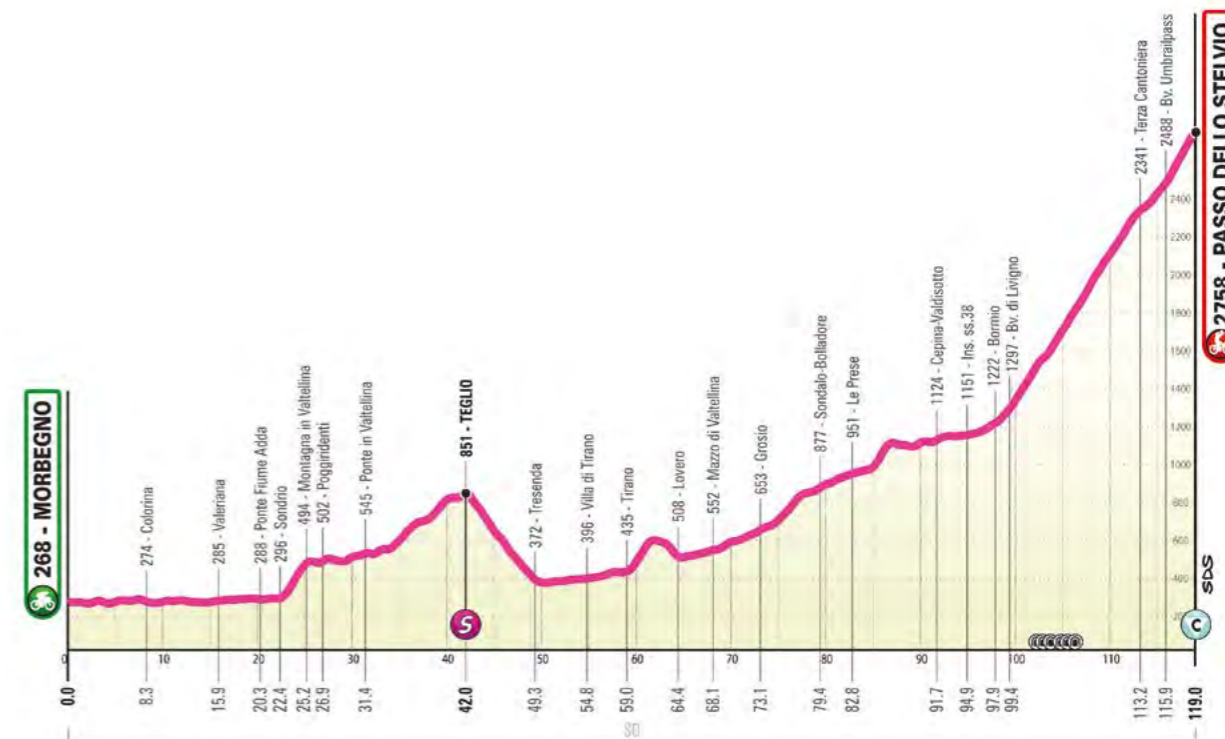 268 - MORBEGNO
274 - Colorina
285 - Valeriana
288 - Ponte Fiume Adda
296 - Sondrio
494 - Montagna in Valtellina
502 - Poggiridenti
545 - Ponte in Valtellina
851 - TEGLIO
372 - Tresenda
396 - Villa di Tirano
435 - Tirano
508 - Lovero
552 - Mazzo di Valtellina
653 - Grosio
877 - Sondalo-Bolladore
951 - Le Prese
1124 - Cepina-Valdisotto
1151 - Ins. ss.38
1222 - Bormio
1297 - Bv. di Livigno
2341 - Terza Cantoniera
2488 - Bv. Umbrailpass
2758 - PASSO DELLO STELVIO
2400
2200
2000
1800
1600
1400
1200
1000
800
600
400
200
SDS
S
C
0 10 20 30 40 50 60 70 80 90 100 110
0.0 8.3 15.9 20.3 22.4 25.2 26.9 31.4 42.0 49.3 54.8 59.0 64.4 68.1 73.1 79.4 82.8 91.7 94.9 97.9 99.4 113.2 115.9 119.0
SO